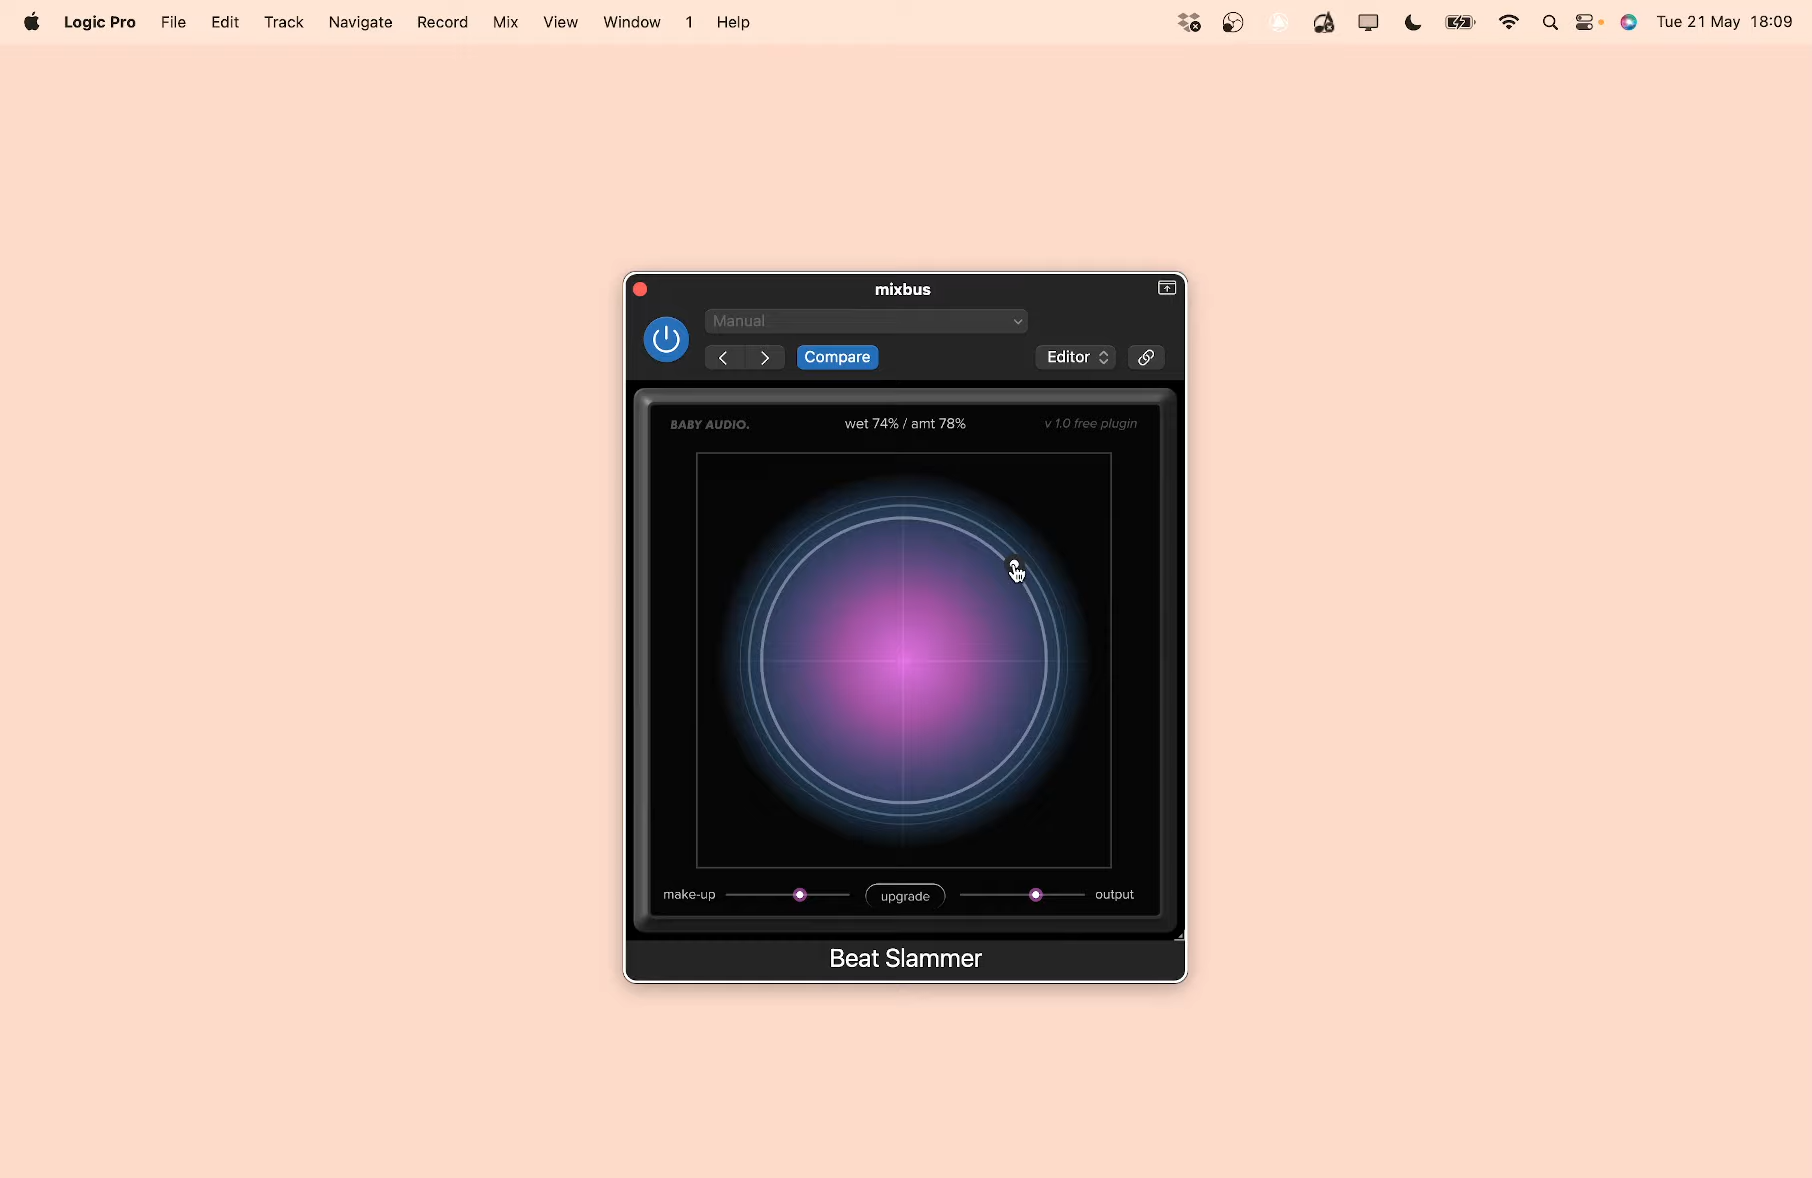 Logic Pro File Edit Track Navigate Record Mix View Window 1 Help Tue 21 May 18:09
mixbus
Manual
Compare Editor
BABY AUDIO. wet 74% / amt 78% v 1.0 free plugin
make-up upgrade output
Beat Slammer